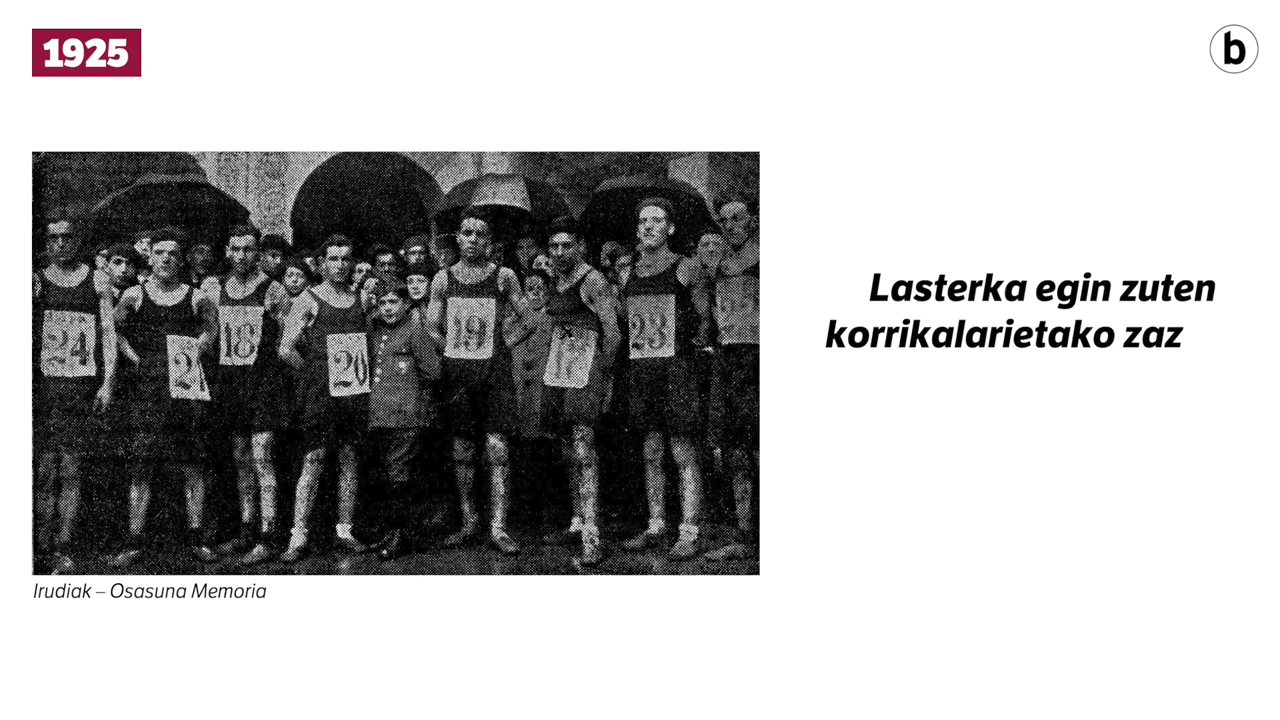 1925
b
24
21
18
20
19
17
23
Lasterka egin zuten
korrikalarietako zaz
Irudiak – Osasuna Memoria